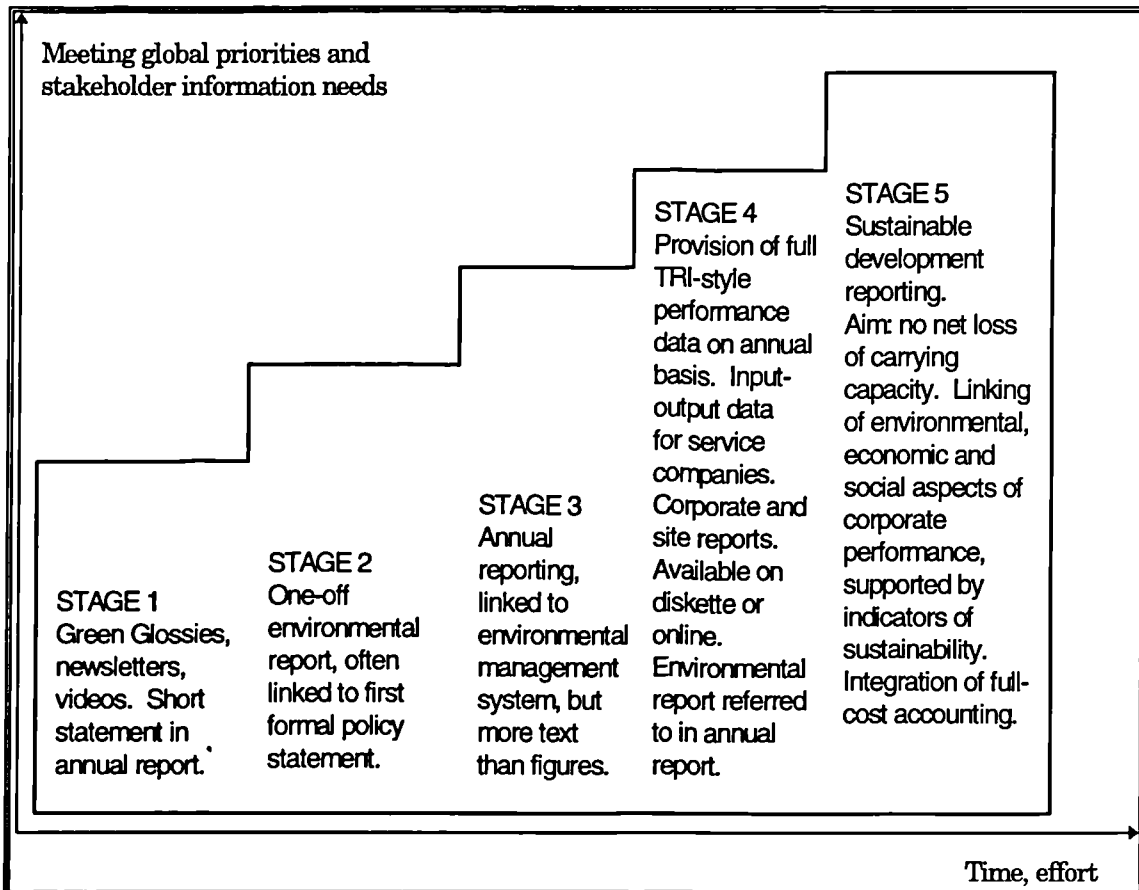 Meeting global priorities and
stakeholder information needs
STAGE 1
Green Glossies,
newsletters,
videos. Short
statement in
annual report.
STAGE 2
One-off
environmental
report, often
linked to first
formal policy
statement.
STAGE 3
Annual
reporting,
linked to
environmental
management
system, but
more text
than figures.
STAGE 4
Provision of full
TRI-style
performance
data on annual
basis. Input-
output data
for service
companies.
Corporate and
site reports.
Available on
diskette or
online.
Environmental
report referred
to in annual
report.
STAGE 5
Sustainable
development
reporting.
Aim: no net loss
of carrying
capacity. Linking
of environmental,
economic and
social aspects of
corporate
performance,
supported by
indicators of
sustainability.
Integration of full-
cost accounting.
Time, effort